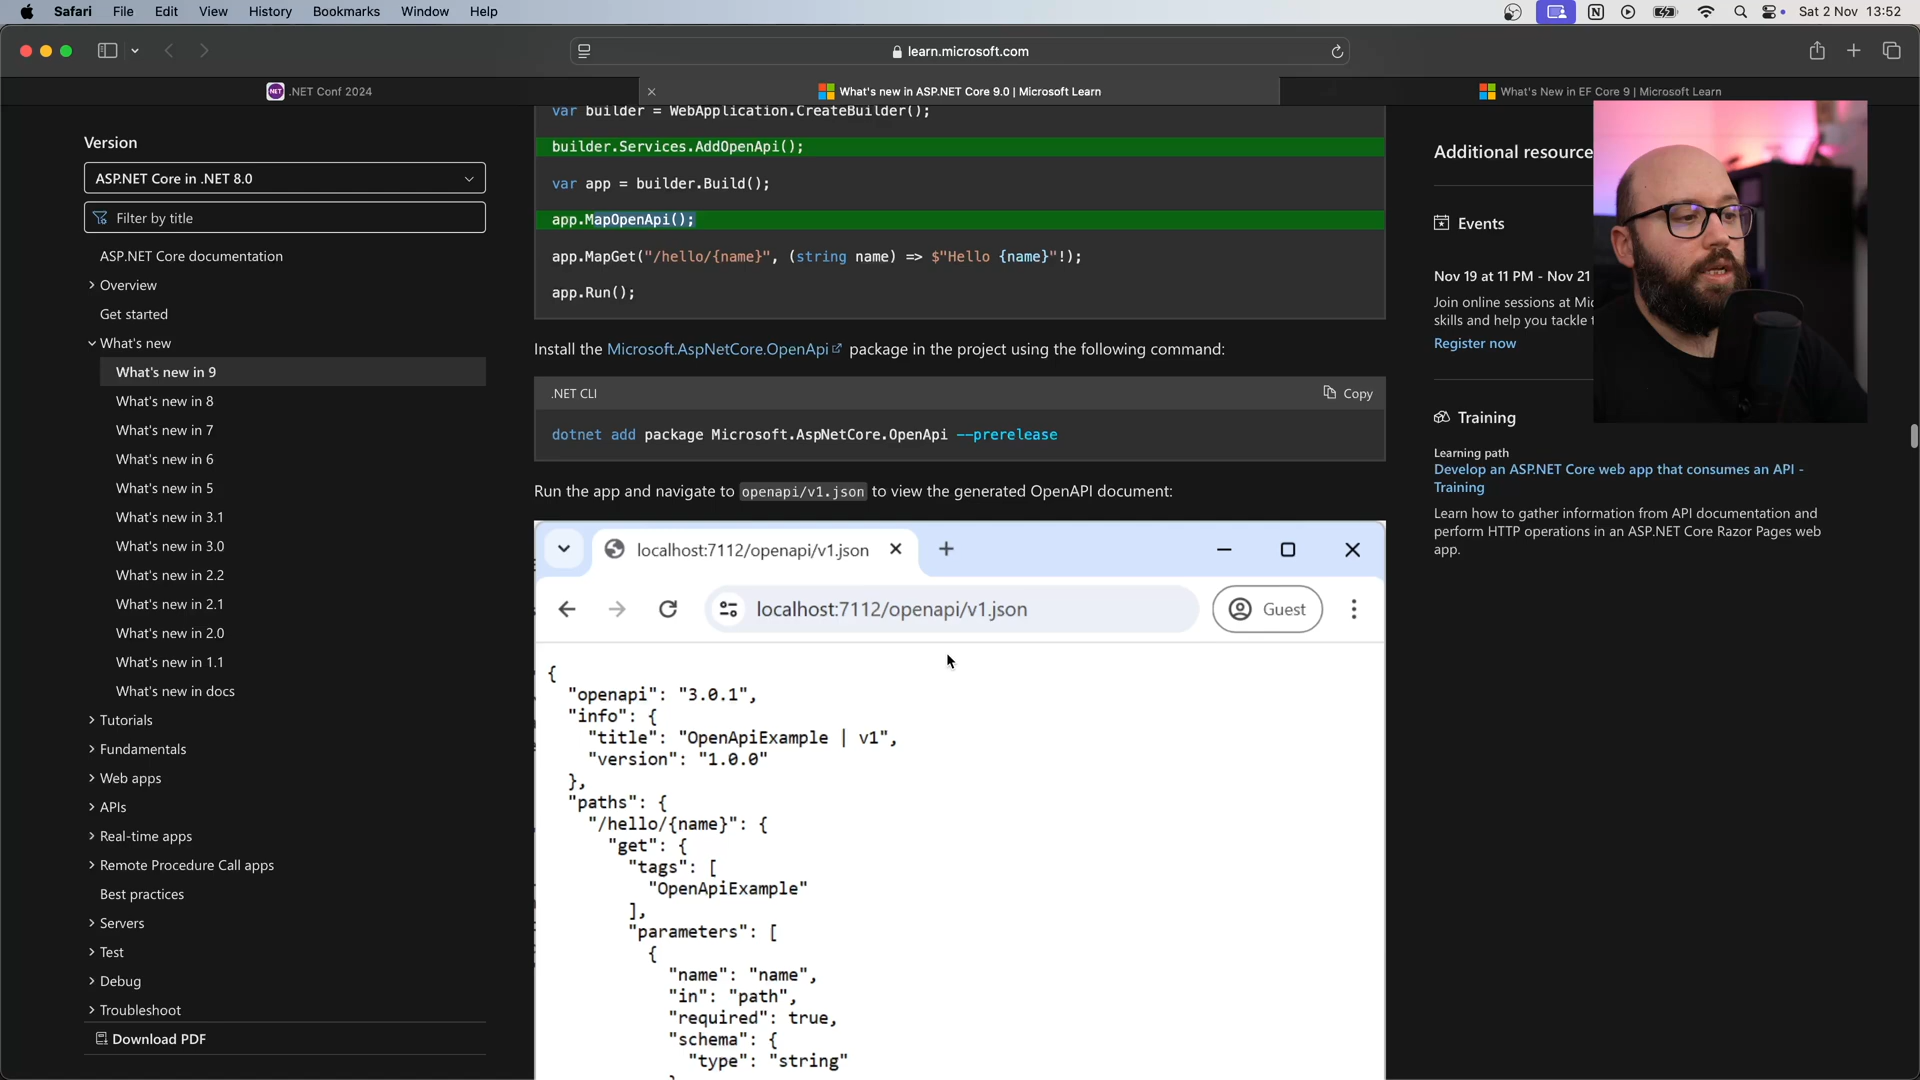 Safari File Edit View History Bookmarks Window Help
Sat 2 Nov 13:52
learn.microsoft.com
NET .NET Conf 2024
What's new in ASP.NET Core 9.0 | Microsoft Learn
What's New in EF Core 9 | Microsoft Learn
Version
ASP.NET Core in .NET 8.0
Filter by title
ASP.NET Core documentation
Overview
Get started
What's new
What's new in 9
What's new in 8
What's new in 7
What's new in 6
What's new in 5
What's new in 3.1
What's new in 3.0
What's new in 2.2
What's new in 2.1
What's new in 2.0
What's new in 1.1
What's new in docs
Tutorials
Fundamentals
Web apps
APIs
Real-time apps
Remote Procedure Call apps
Best practices
Servers
Test
Debug
Troubleshoot
Download PDF
var builder = WebApplication.CreateBuilder();
builder.Services.AddOpenApi();
var app = builder.Build();
app.MapOpenApi();
app.MapGet("/hello/{name}", (string name) => $"Hello {name}"!);
app.Run();
Install the Microsoft.AspNetCore.OpenApi package in the project using the following command:
.NET CLI
Copy
dotnet add package Microsoft.AspNetCore.OpenApi --prerelease
Run the app and navigate to openapi/v1.json to view the generated OpenAPI document:
localhost:7112/openapi/v1.json
localhost:7112/openapi/v1.json
Guest
{
"openapi": "3.0.1",
"info": {
"title": "OpenApiExample | v1",
"version": "1.0.0"
},
"paths": {
"/hello/{name}": {
"get": {
"tags": [
"OpenApiExample"
],
"parameters": [
{
"name": "name",
"in": "path",
"required": true,
"schema": {
"type": "string"
Additional resource
Events
Nov 19 at 11 PM - Nov 21
Join online sessions at Mic
skills and help you tackle t
Register now
Training
Learning path
Develop an ASP.NET Core web app that consumes an API -
Training
Learn how to gather information from API documentation and
perform HTTP operations in an ASP.NET Core Razor Pages web
app.